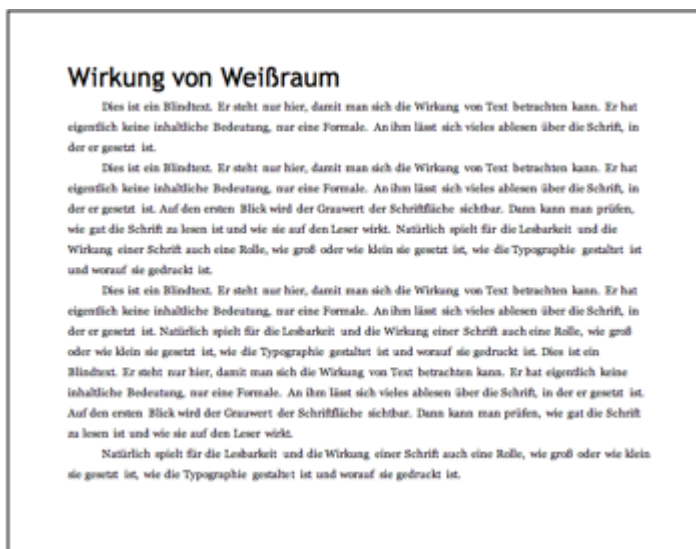 Wirkung von Weißraum
Dies ist ein Blindtext. Er steht nur hier, damit man sich die Wirkung von Text betrachten kann. Er hat
eigentlich keine inhaltliche Bedeutung, nur eine Formale. An ihm lässt sich vieles ablesen über die Schrift, in
der er gesetzt ist.
Dies ist ein Blindtext. Er steht nur hier, damit man sich die Wirkung von Text betrachten kann. Er hat
eigentlich keine inhaltliche Bedeutung, nur eine Formale. An ihm lässt sich vieles ablesen über die Schrift, in
der er gesetzt ist. Auf den ersten Blick wird der Grauwert der Schriftfläche sichtbar. Dann kann man prüfen,
wie gut die Schrift zu lesen ist und wie sie auf den Leser wirkt. Natürlich spielt für die Lesbarkeit und die
Wirkung einer Schrift auch eine Rolle, wie groß oder wie klein sie gesetzt ist, wie die Typographie gestaltet ist
und worauf sie gedruckt ist.
Dies ist ein Blindtext. Er steht nur hier, damit man sich die Wirkung von Text betrachten kann. Er hat
eigentlich keine inhaltliche Bedeutung, nur eine Formale. An ihm lässt sich vieles ablesen über die Schrift, in
der er gesetzt ist. Natürlich spielt für die Lesbarkeit und die Wirkung einer Schrift auch eine Rolle, wie groß
oder wie klein sie gesetzt ist, wie die Typographie gestaltet ist und worauf sie gedruckt ist. Dies ist ein
Blindtext. Er steht nur hier, damit man sich die Wirkung von Text betrachten kann. Er hat eigentlich keine
inhaltliche Bedeutung, nur eine Formale. An ihm lässt sich vieles ablesen über die Schrift, in der er gesetzt ist.
Auf den ersten Blick wird der Grauwert der Schriftfläche sichtbar. Dann kann man prüfen, wie gut die Schrift
zu lesen ist und wie sie auf den Leser wirkt.
Natürlich spielt für die Lesbarkeit und die Wirkung einer Schrift auch eine Rolle, wie groß oder wie klein
sie gesetzt ist, wie die Typographie gestaltet ist und worauf sie gedruckt ist.